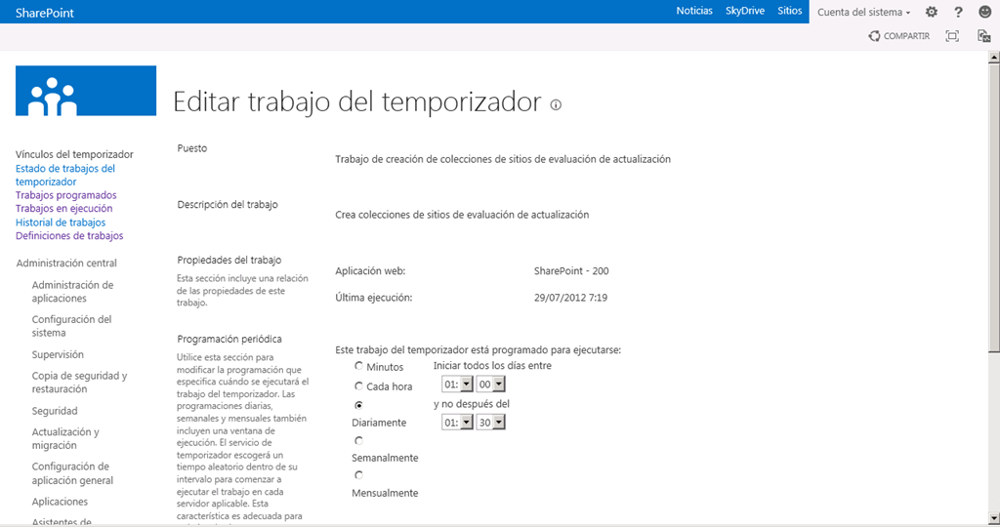 SharePoint
Noticias SkyDrive Sitios Cuenta del sistema ?
COMPARTIR
Editar trabajo del temporizador
Vínculos del temporizador
Estado de trabajos del
temporizador
Trabajos programados
Trabajos en ejecución
Historial de trabajos
Definiciones de trabajos
Administración central
Administración de
aplicaciones
Configuración del
sistema
Supervisión
Copia de seguridad y
restauración
Seguridad
Actualización y
migración
Configuración de
aplicación general
Aplicaciones
Asistentes de
Puesto
Trabajo de creación de colecciones de sitios de evaluación de actualización
Descripción del trabajo
Crea colecciones de sitios de evaluación de actualización
Propiedades del trabajo
Esta sección incluye una relación
de las propiedades de este
trabajo.
Aplicación web: SharePoint - 200
Última ejecución: 29/07/2012 7:19
Programación periódica
Utilice esta sección para
modificar la programación que
especifica cuándo se ejecutará el
trabajo del temporizador. Las
programaciones diarias,
semanales y mensuales también
incluyen una ventana de
ejecución. El servicio de
temporizador escogerá un
tiempo aleatorio dentro de su
intervalo para comenzar a
ejecutar el trabajo en cada
servidor aplicable. Esta
característica es adecuada para
Este trabajo del temporizador está programado para ejecutarse:
Minutos
Cada hora
Diariamente
Semanalmente
Mensualmente
Iniciar todos los días entre
01: 00
y no después del
01: 30